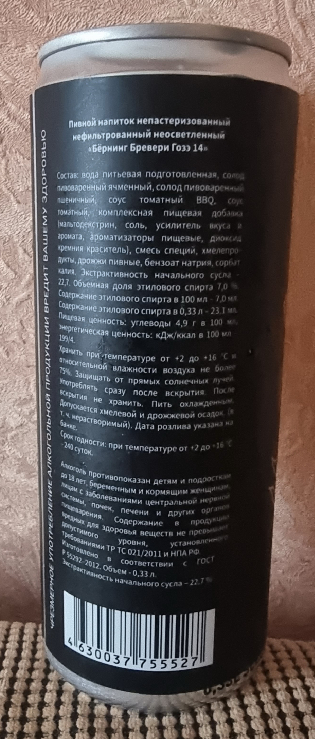 Пивной напиток непастеризованный
нефильтрованный неосветленный
«Бёрнинг Бревери Гозэ 14»
Состав: вода питьевая подготовленная, солод
пивоваренный ячменный, солод пивоваренный
пшеничный, соус томатный BBQ, соус
томатный, комплексная пищевая добавка
(мальтодекстрин, соль, усилитель вкуса и
аромата, ароматизаторы пищевые, диоксид
кремния краситель), смесь специй, хмелепро-
дукты, дрожжи пивные, бензоат натрия, сорбат
калия. Экстрактивность начального сусла -
22,7. Объемная доля этилового спирта 7,0 %
Содержание этилового спирта в 100 мл - 7,0 мл
Содержание этилового спирта в 0,33 л - 23.1 мл
Пищевая ценность: углеводы 4,9 г в 100 мл,
энергетическая ценность: кДж/ккал в 100 мл
199/4
Хранить при температуре от +2 до +16 °С и
относительной влажности воздуха не более
75%. Защищать от прямых солнечных лучей.
Употреблять сразу после вскрытия. После
вскрытия не хранить. Пить охлажденным.
Допускается хмелевой и дрожжевой осадок, (в
т. ч. нерастворимый). Дата розлива указана на
банке.
Срок годности: при температуре от +2 до +16 °С
- 240 суток.
Алкоголь противопоказан детям и подросткам
до 18 лет, беременным и кормящим женщинам,
лицам с заболеваниями центральной нервной
системы, почек, печени и других органов
пищеварения. Содержание в продукции
вредных для здоровья веществ не превышает
допустимого уровня, установленного
требованиями ТР ТС 021/2011 и НПА РФ.
Изготовлено в соответствии с ГОСТ
Р 55292-2012. Объем - 0,33 л.
Экстрактивность начального сусла – 22,7 %
4 630037 755527
ЧРЕЗМЕРНОЕ УПОТРЕБЛЕНИЕ АЛКОГОЛЬНОЙ ПРОДУКЦИИ ВРЕДИТ ВАШЕМУ ЗДОРОВЬЮ